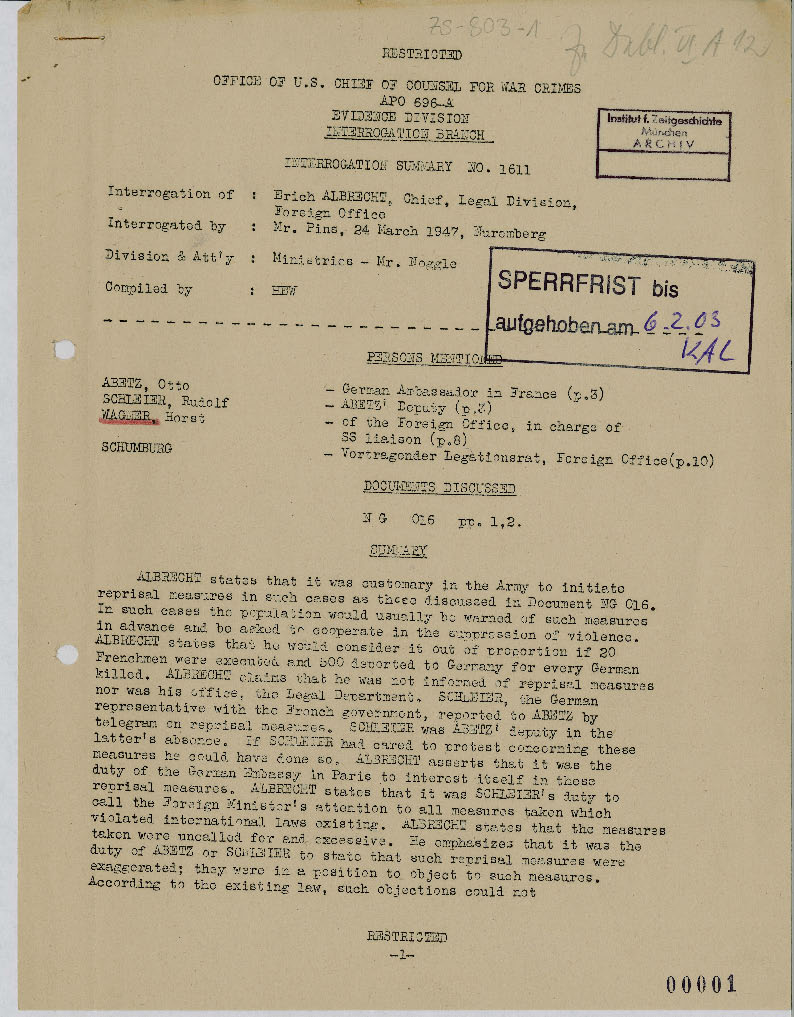 ZS-803-1
RESTRICTED
OFFICE OF U.S. CHIEF OF COUNSEL FOR WAR CRIMES
APO 696-A
EVIDENCE DIVISION
INTERROGATION BRANCH
Institut f. Zeitgeschichte
München
ARCHIV
INTERROGATION SUMMARY NO. 1611
Interrogation of : Erich ALBRECHT, Chief, Legal Division,
Foreign Office
Interrogated by : Mr. Pins, 24 March 1947, Nuremberg
Division & Att'y : Ministries - Mr. Noggle
Compiled by : HEW
SPERRFRIST bis
aufgehoben am 6.2.03
KAL
PERSONS MENTIONED
ABETZ, Otto - German Ambassador in France (p.3)
SCHLEIER, Rudolf - ABETZ' Deputy (p.3)
WAGNER, Horst - of the Foreign Office, in charge of
SS liaison (p.8)
SCHUMBURG - Vortragender Legationsrat, Foreign Office(p.10)
DOCUMENTS DISCUSSED
N G 016 pp. 1,2.
SUMMARY
ALBRECHT states that it was customary in the Army to initiate
reprisal measures in such cases as those discussed in Document NG 016.
In such cases the population would usually be warned of such measures
in advance and be asked to cooperate in the suppression of violence.
ALBRECHT states that he would consider it out of proportion if 20
Frenchmen were executed and 500 deported to Germany for every German
killed. ALBRECHT claims that he was not informed of reprisal measures
nor was his office, the Legal Department. SCHLEIER, the German
representative with the French government, reported to ABETZ by
telegram on reprisal measures. SCHLEIER was ABETZ' deputy in the
latter's absence. If SCHLEIER had cared to protest concerning these
measures he could have done so. ALBRECHT asserts that it was the
duty of the German Embassy in Paris to interest itself in these
reprisal measures. ALBRECHT states that it was SCHLEIER's duty to
call the Foreign Minister's attention to all measures taken which
violated international laws existing. ALBRECHT states that the measures
taken were uncalled for and excessive. He emphasizes that it was the
duty of ABETZ or SCHLEIER to state that such reprisal measures were
exaggerated; they were in a position to object to such measures.
According to the existing law, such objections could not
RESTRICTED
-1-
00001